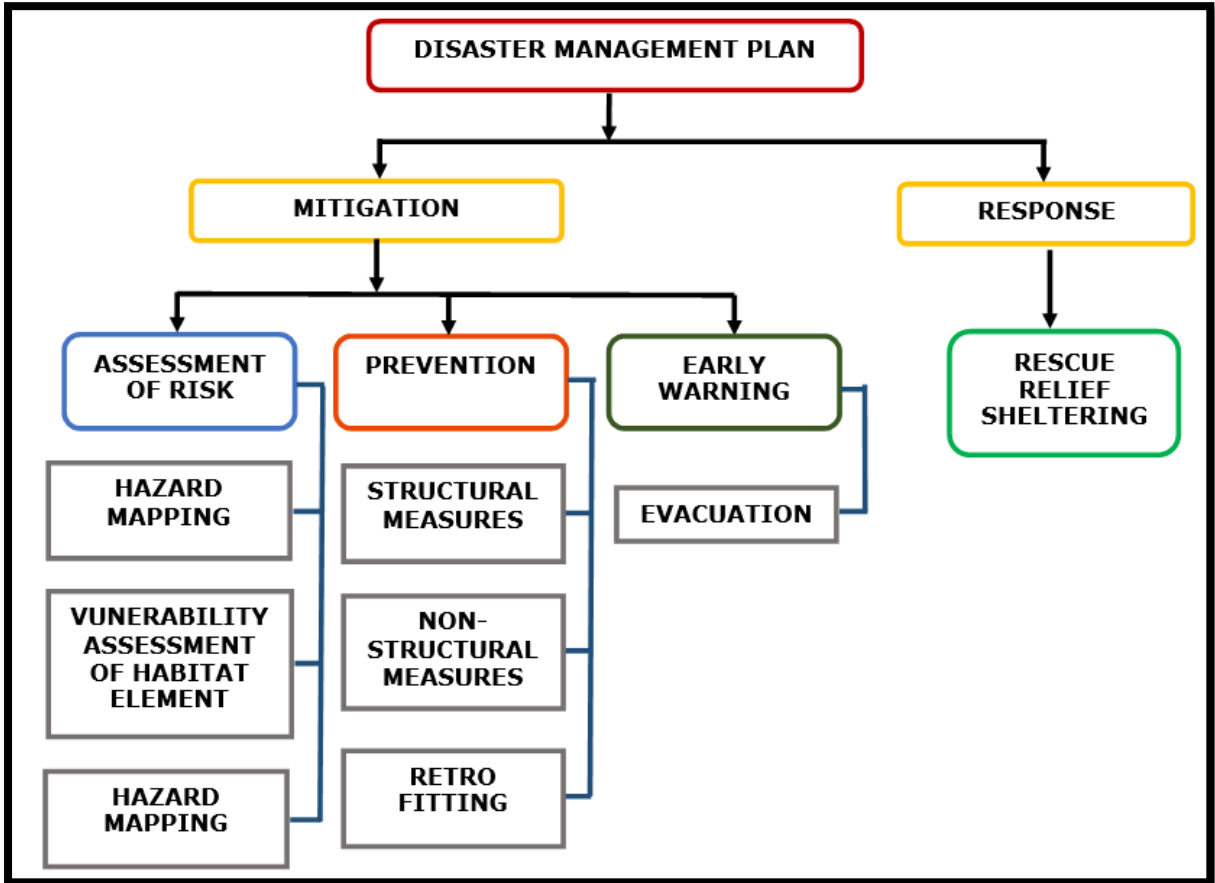 DISASTER MANAGEMENT PLAN
MITIGATION
RESPONSE
ASSESSMENT
OF RISK
PREVENTION
EARLY
WARNING
RESCUE
RELIEF
SHELTERING
HAZARD
MAPPING
STRUCTURAL
MEASURES
EVACUATION
VUNERABILITY
ASSESSMENT
OF HABITAT
ELEMENT
NON-
STRUCTURAL
MEASURES
HAZARD
MAPPING
RETRO
FITTING